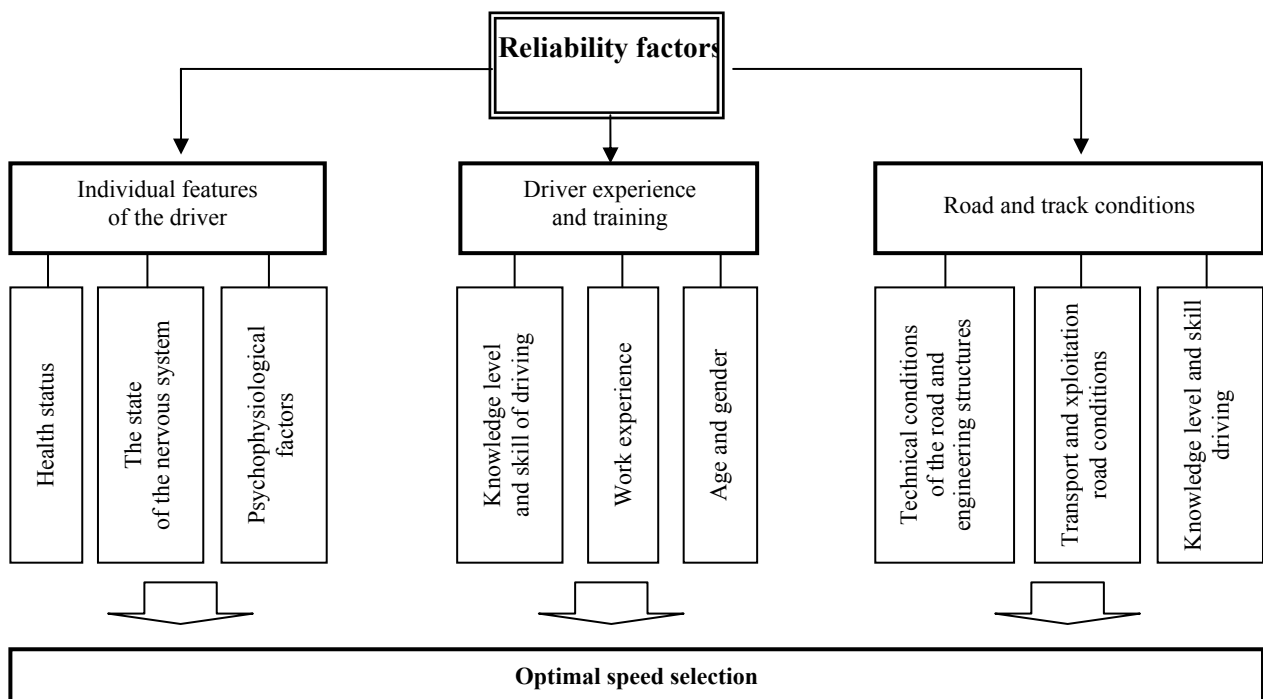 Reliability factors
Individual features
of the driver
Driver experience
and training
Road and track conditions
Health status
The state
of the nervous system
Psychophysiological
factors
Knowledge level
and skill of driving
Work experience
Age and gender
Technical conditions
of the road and
engineering structures
Transport and xploitation
road conditions
Knowledge level and skill
driving
Optimal speed selection